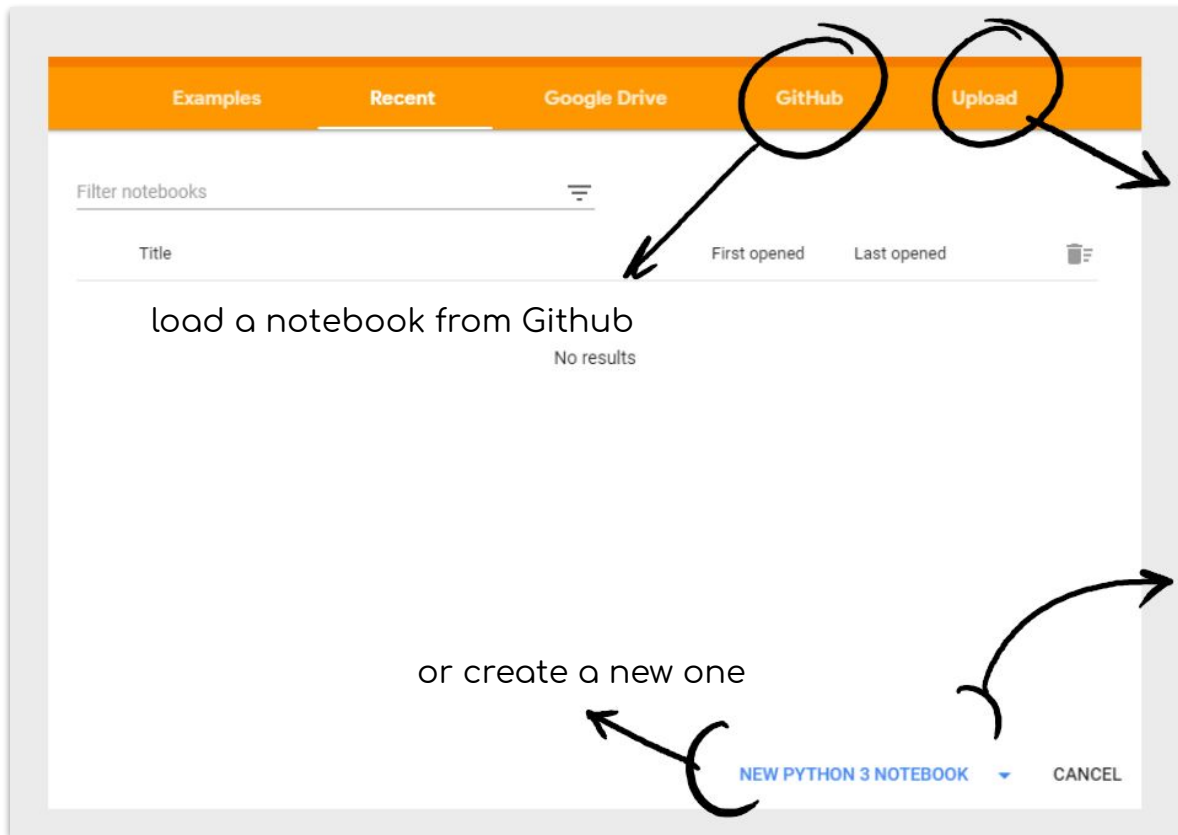 Examples Recent Google Drive GitHub Upload
Filter notebooks
Title First opened Last opened
load a notebook from Github
No results
or create a new one
NEW PYTHON 3 NOTEBOOK CANCEL